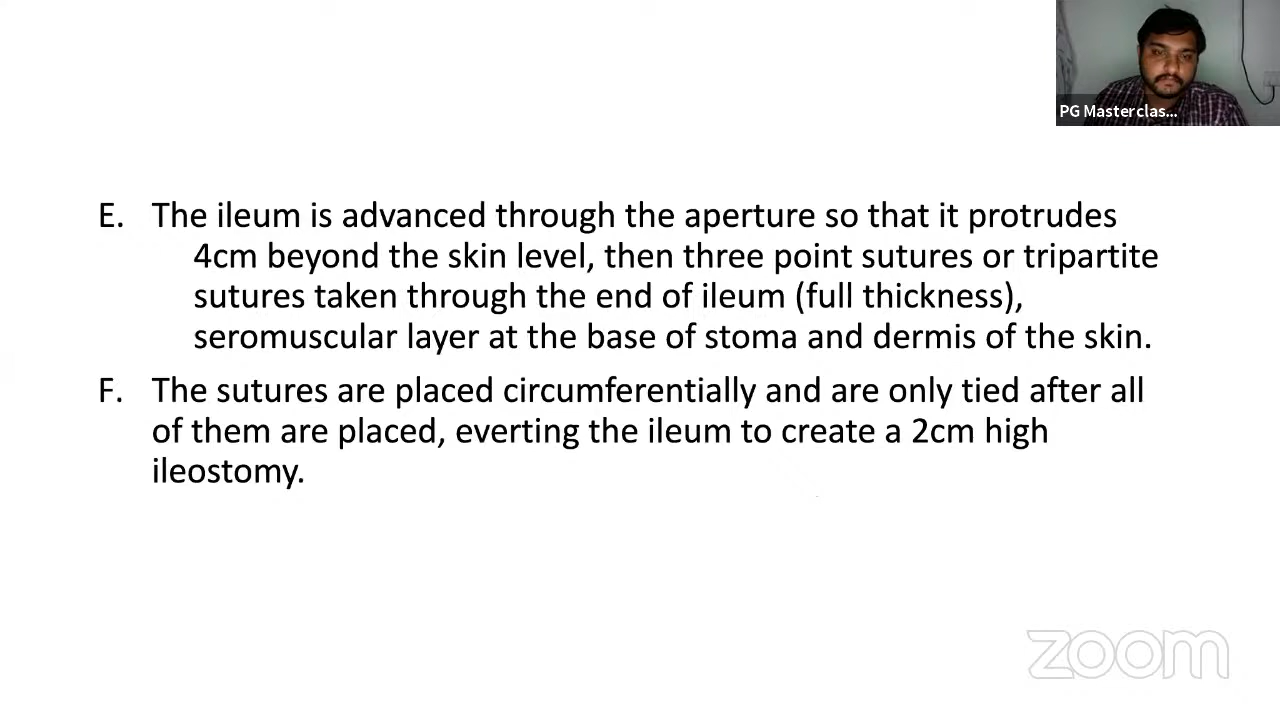 PG Masterclas...
E. The ileum is advanced through the aperture so that it protrudes
4cm beyond the skin level, then three point sutures or tripartite
sutures taken through the end of ileum (full thickness),
seromuscular layer at the base of stoma and dermis of the skin.
F. The sutures are placed circumferentially and are only tied after all
of them are placed, everting the ileum to create a 2cm high
ileostomy.
zoom